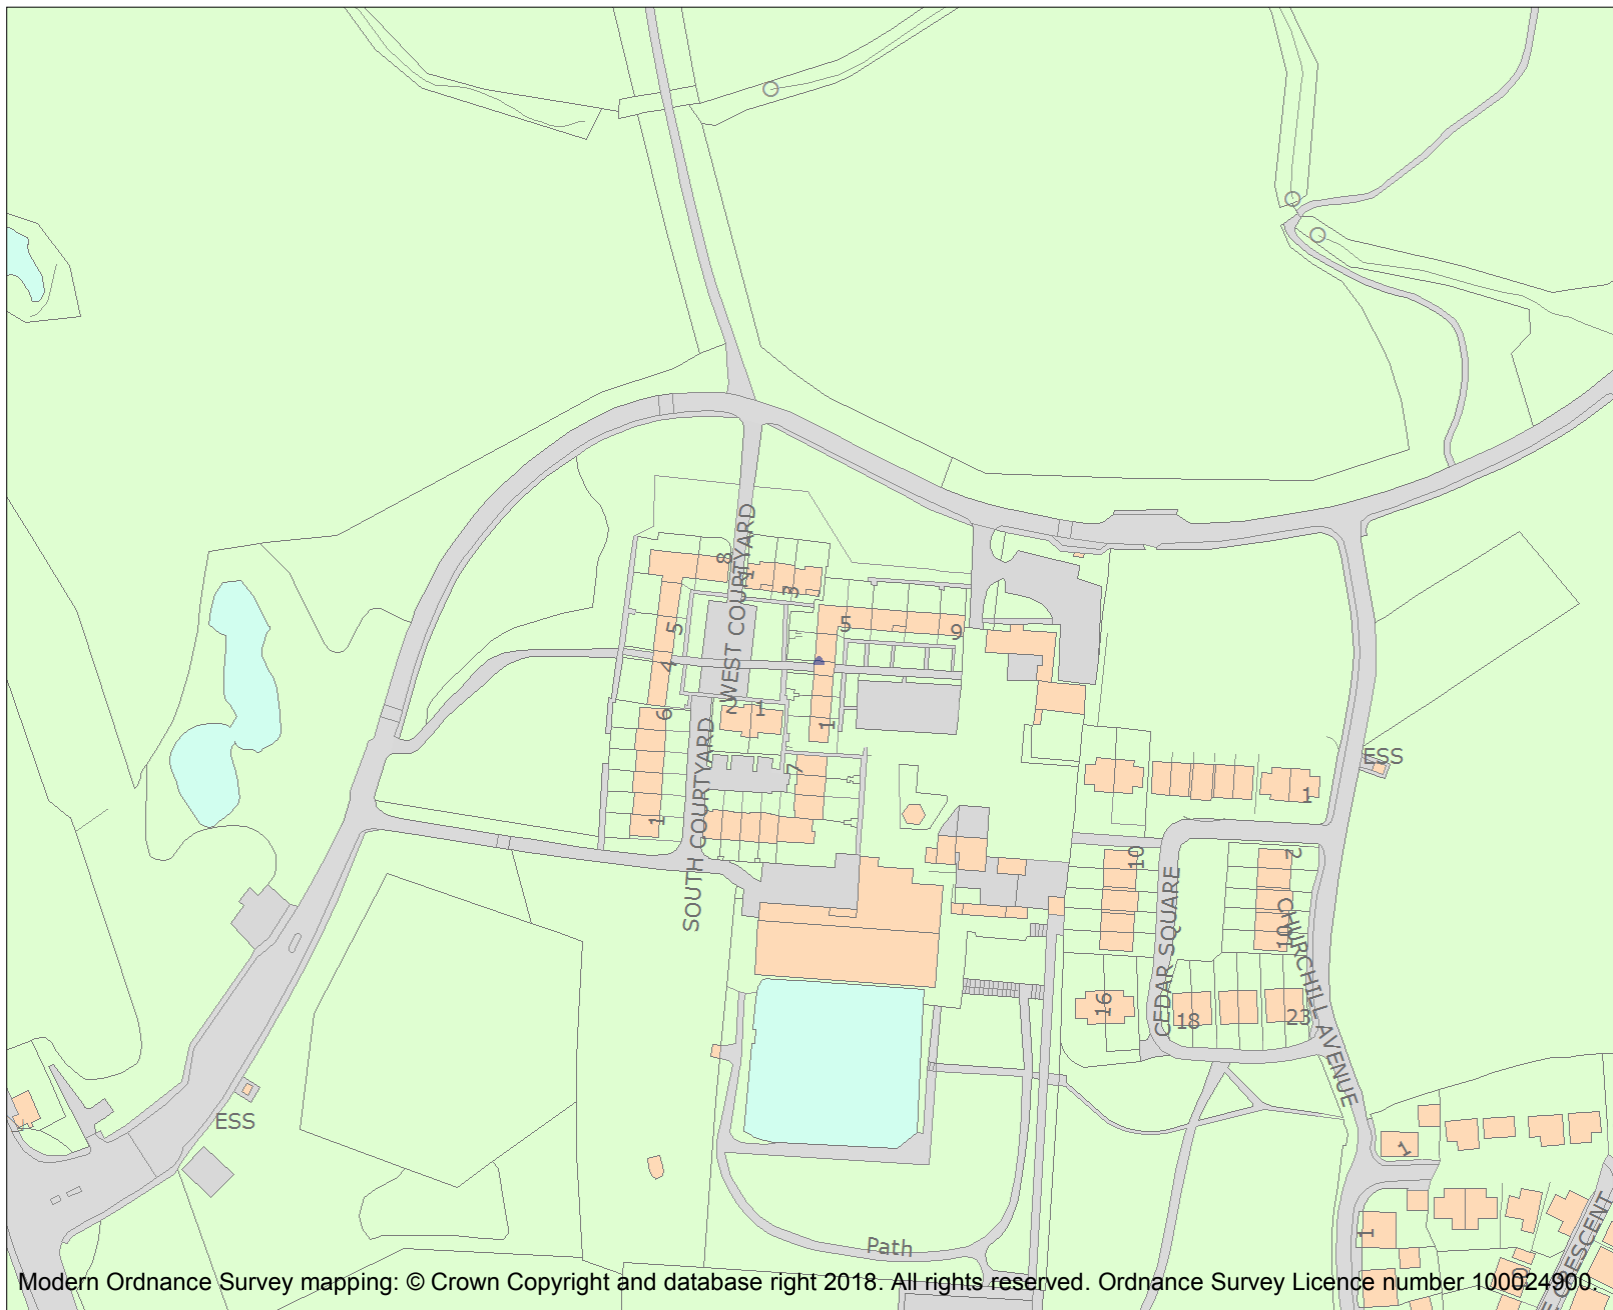 8
WEST COURTYARD
1
3
5
5
9
4
6
2
1
1
ESS
7
1
1
SOUTH COURTYARD
10
2
CEDAR SQUARE
CHURCHILL AVENUE
10
16
18
23
ESS
1
1
Path
CRESCENT
Modern Ordnance Survey mapping: © Crown Copyright and database right 2018. All rights reserved. Ordnance Survey Licence number 100024900.